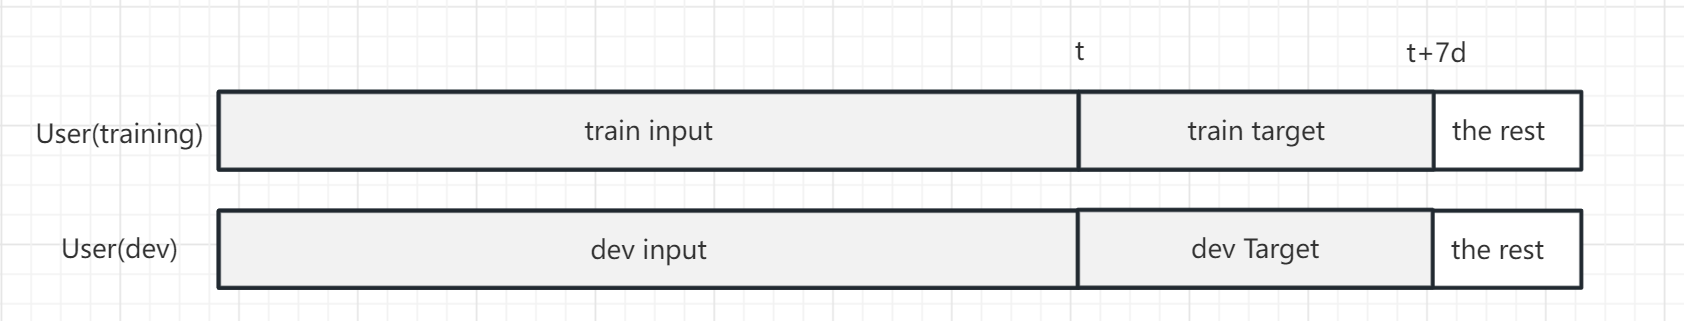 t
t+7d
User(training)
train input
train target
the rest
User(dev)
dev input
dev Target
the rest